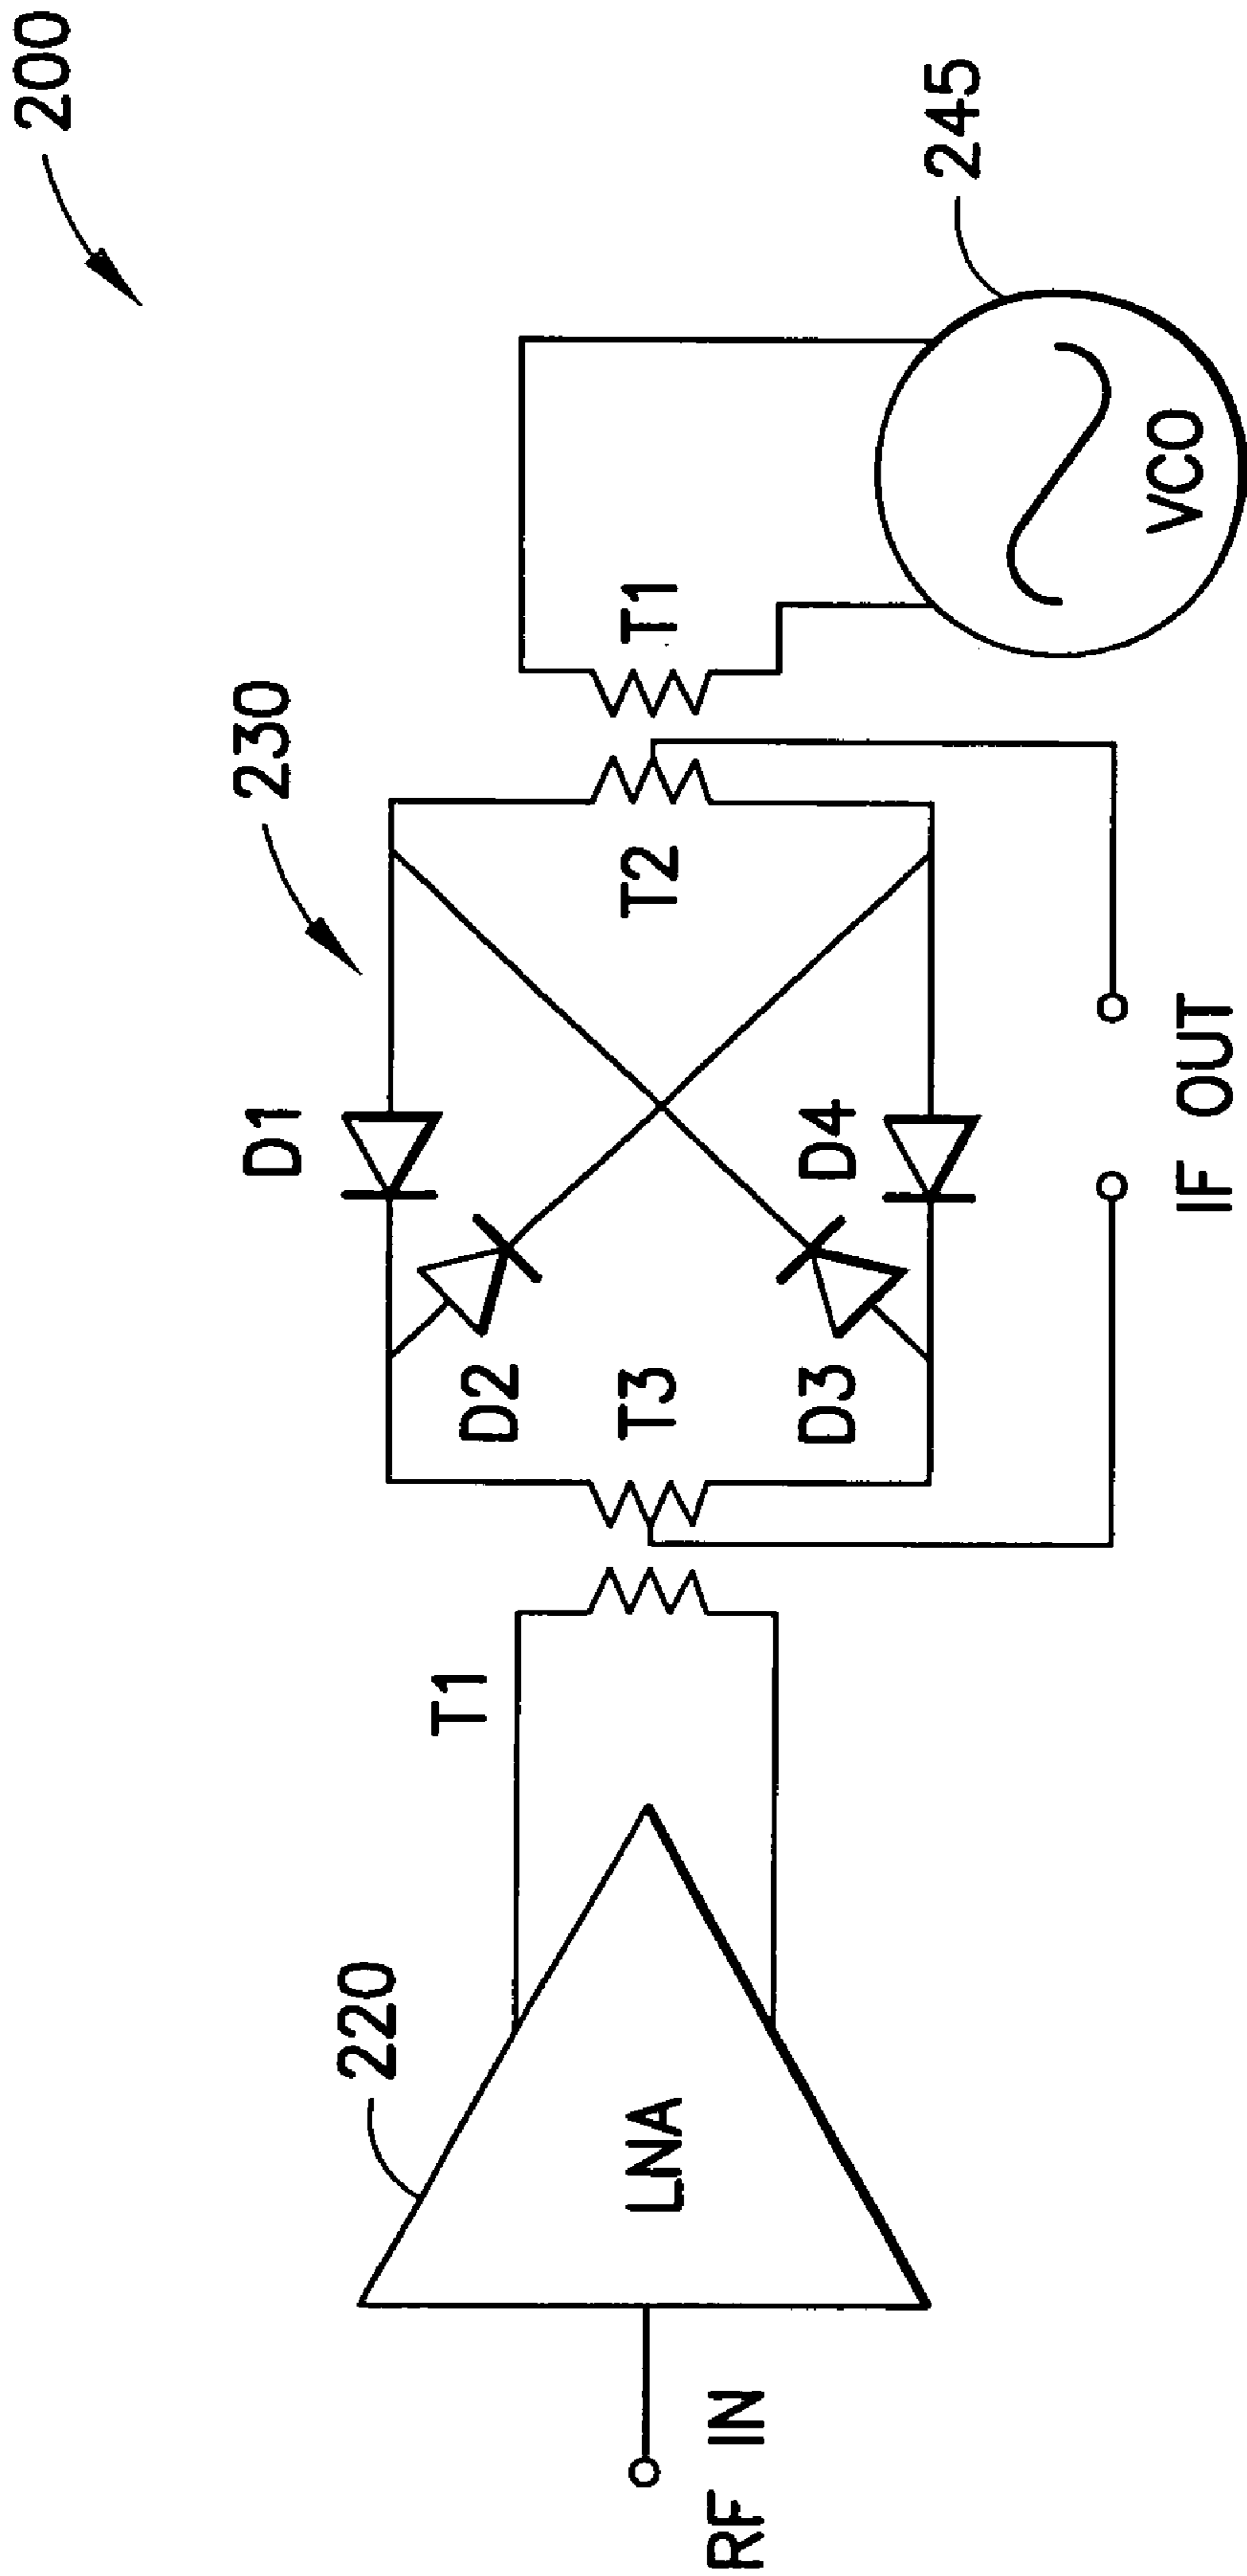 200
230
245
220
D1
D2
D3
D4
T1
T3
T2
T1
LNA
VCO
RF IN
IF OUT